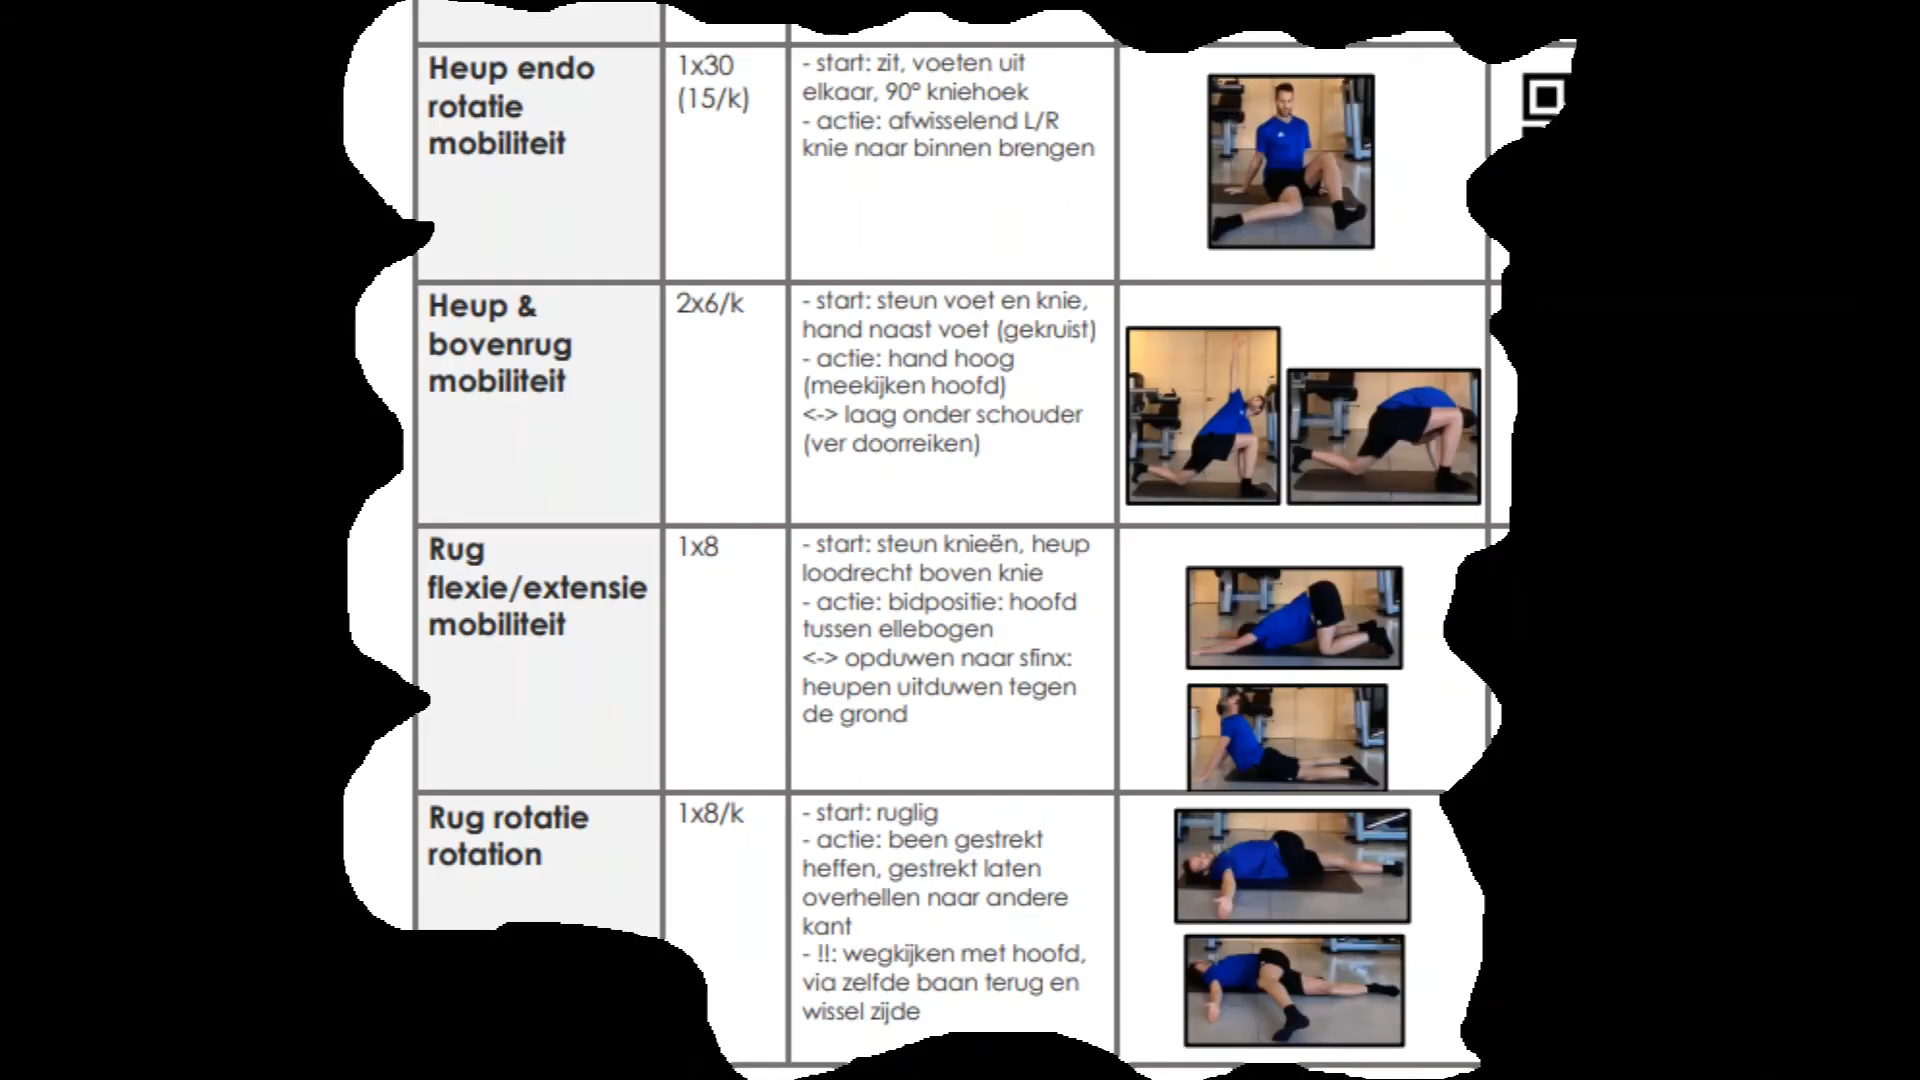 Heup endo
rotatie
mobiliteit
1x30
(15/k)
- start: zit, voeten uit
elkaar, 90° kniehoek
- actie: afwisselend L/R
knie naar binnen brengen
Heup &
bovenrug
mobiliteit
2x6/k
- start: steun voet en knie,
hand naast voet (gekruist)
- actie: hand hoog
(meekijken hoofd)
<-> laag onder schouder
(ver doorreiken)
Rug
flexie/extensie
mobiliteit
1x8
- start: steun knieën, heup
loodrecht boven knie
- actie: bidpositie: hoofd
tussen ellebogen
<-> opduwen naar sfinx:
heupen uitduwen tegen
de grond
Rug rotatie
rotation
1x8/k
- start: ruglig
- actie: been gestrekt
heffen, gestrekt laten
overhellen naar andere
kant
- !!: wegkijken met hoofd,
via zelfde baan terug en
wissel zijde